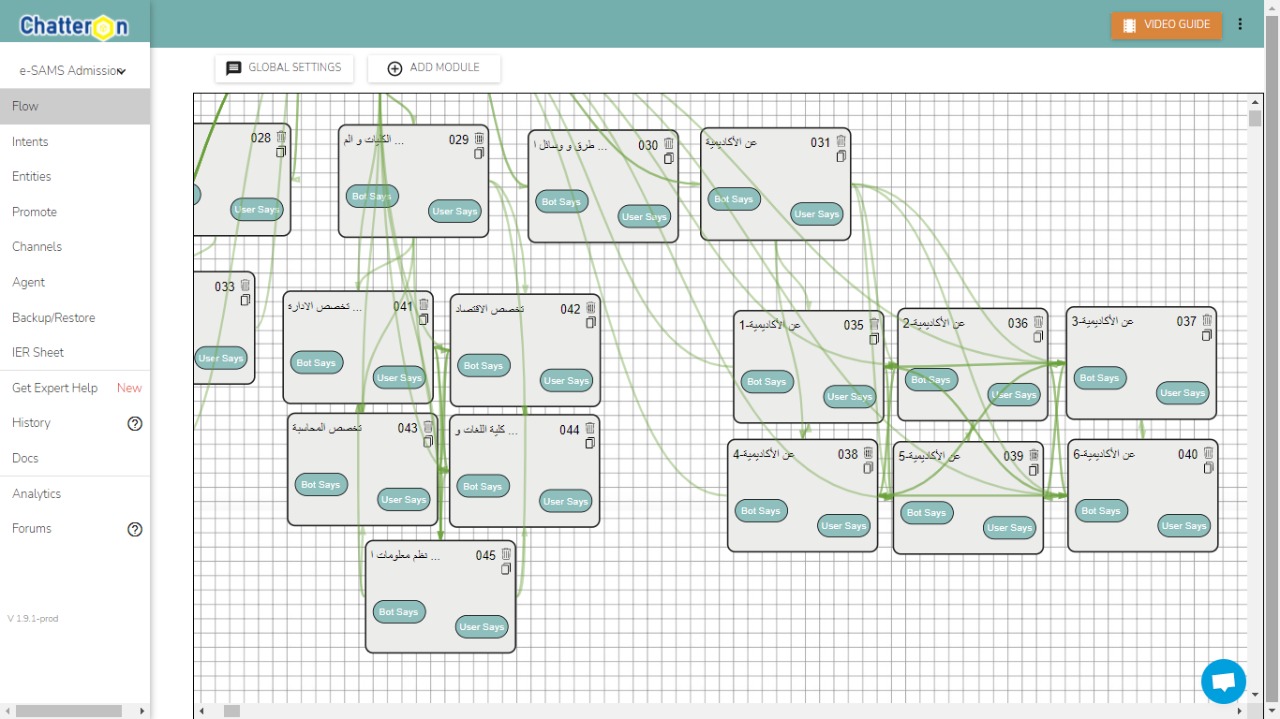 Chatteron
VIDEO GUIDE
GLOBAL SETTINGS
ADD MODULE
e-SAMS Admission
Flow
Intents
Entities
Promote
Channels
Agent
Backup/Restore
IER Sheet
Get Expert Help New
History
Docs
Analytics
Forums
V 1.9.1-prod
028
User Says
الكليات و الم ...
029
Bot Says
User Says
طرق و وسائل ا ...
030
Bot Says
User Says
عن الأكاديمية
031
Bot Says
User Says
033
User Says
تخصص الاداره ...
041
Bot Says
User Says
تخصص الاقتصاد
042
Bot Says
User Says
عن الأكاديمية-1
035
Bot Says
User Says
عن الأكاديمية-2
036
Bot Says
User Says
عن الأكاديمية-3
037
Bot Says
User Says
تخصص المحاسبة
043
Bot Says
User Says
كلية اللغات و ...
044
Bot Says
User Says
عن الأكاديمية-4
038
Bot Says
User Says
عن الأكاديمية-5
039
Bot Says
User Says
عن الأكاديمية-6
040
Bot Says
User Says
نظم معلومات ا ...
045
Bot Says
User Says